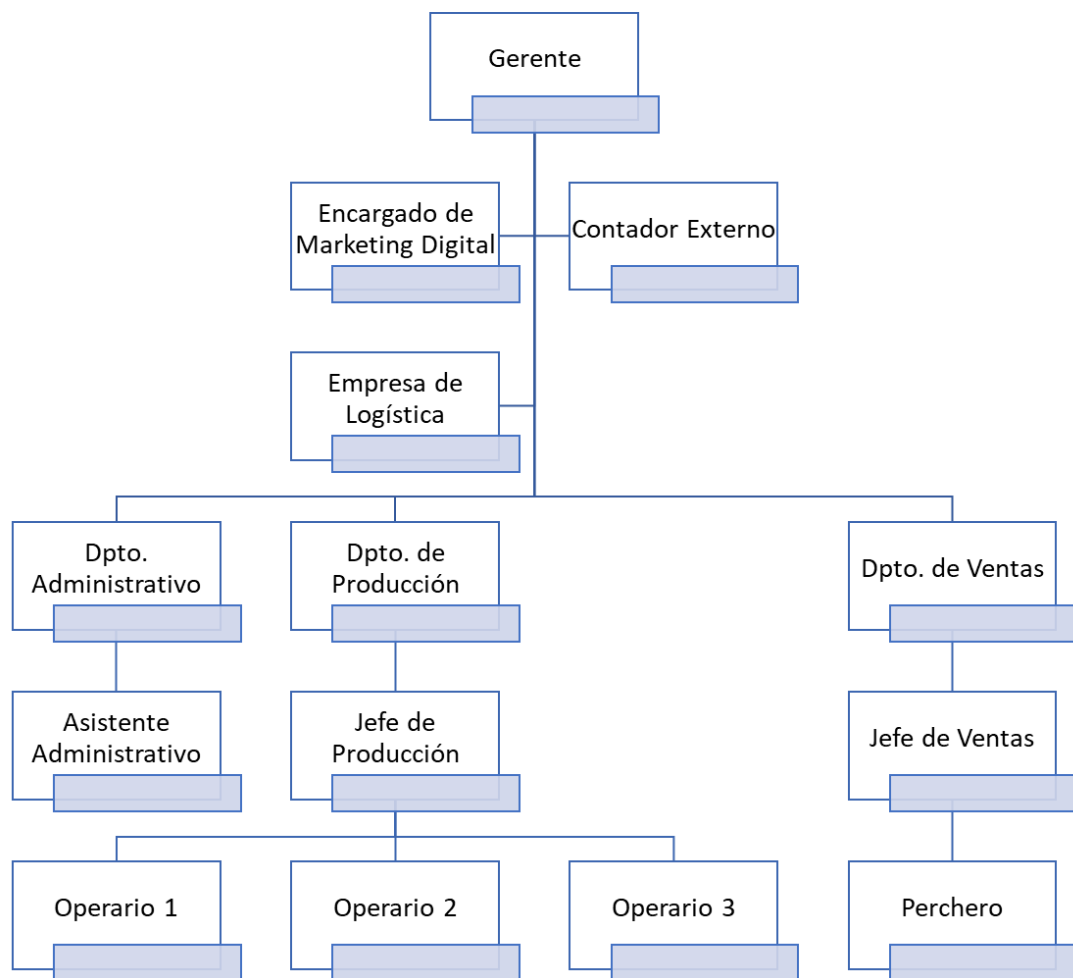 Gerente
Encargado de
Marketing Digital
Contador Externo
Empresa de
Logística
Dpto.
Administrativo
Dpto. de
Producción
Dpto. de Ventas
Asistente
Administrativo
Jefe de
Producción
Jefe de Ventas
Operario 1
Operario 2
Operario 3
Perchero